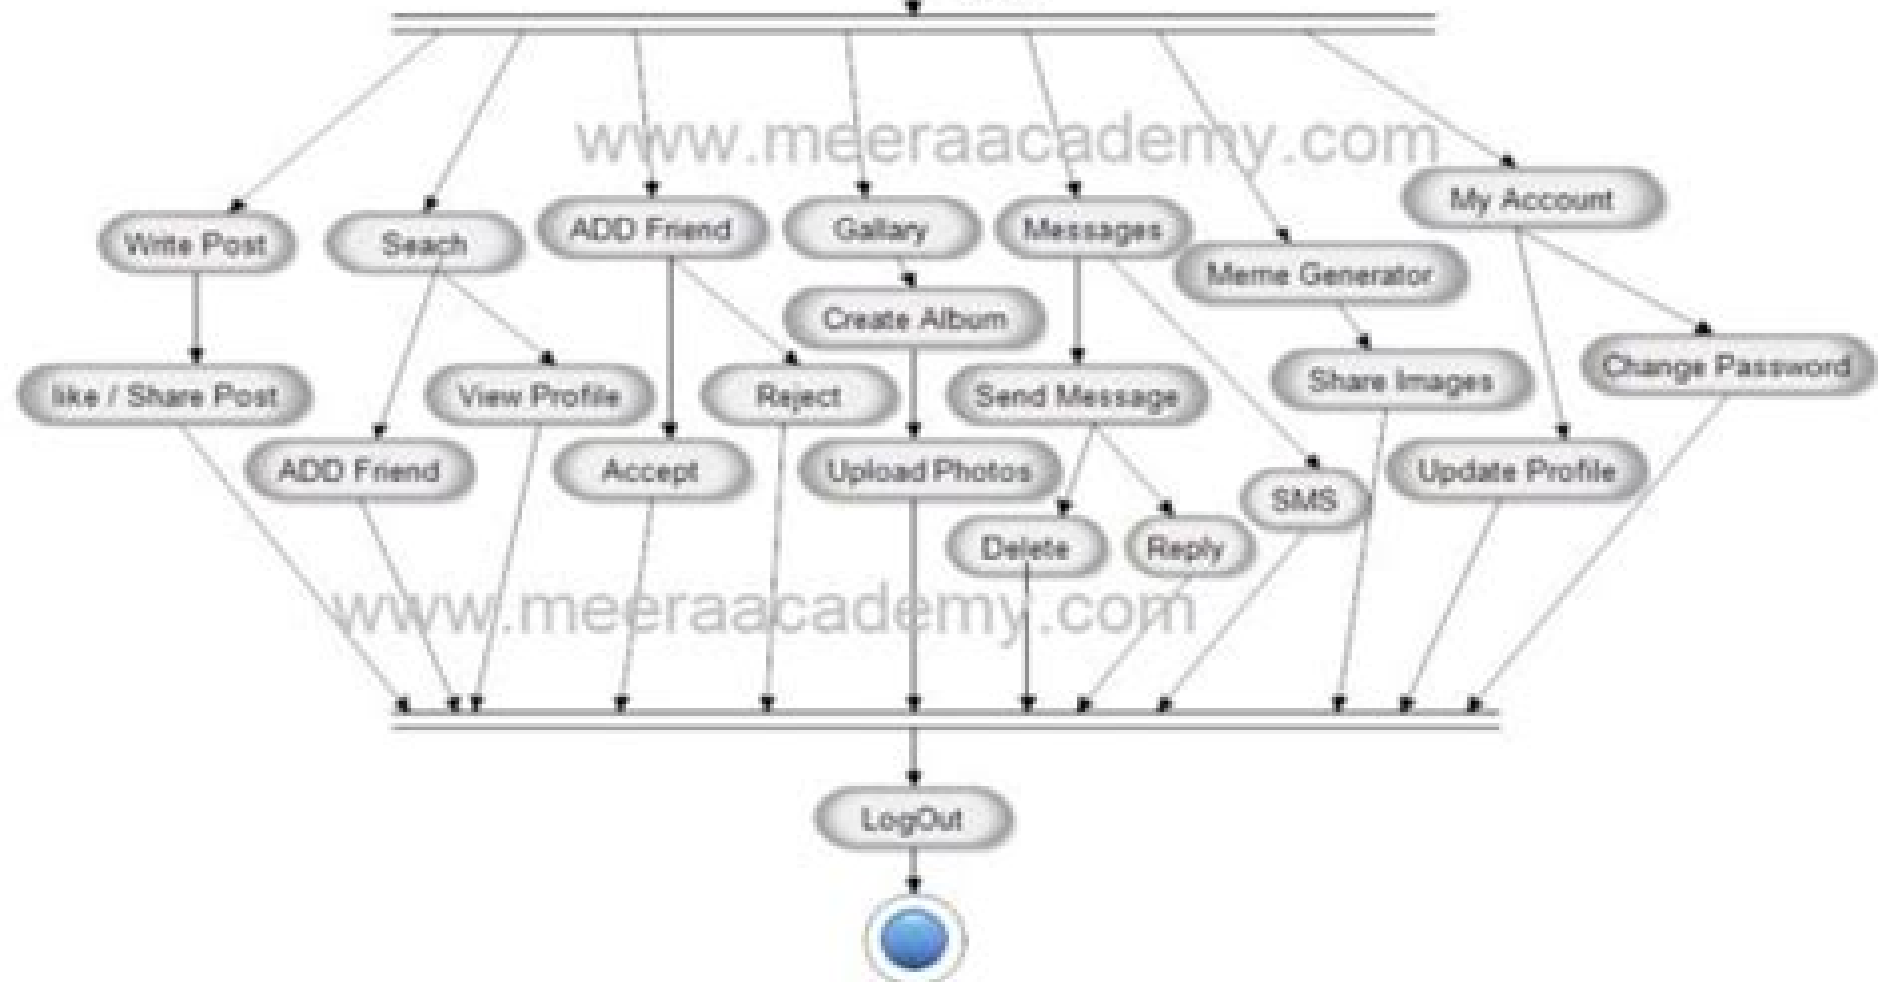 www.meeraacademy.com
My Account
Write Post
Seach
ADD Friend
Gallary
Messages
Meme Generator
Create Album
like / Share Post
View Profile
Reject
Send Message
Share Images
Change Password
ADD Friend
Accept
Upload Photos
SMS
Update Profile
Delete
Reply
www.meeraacademy.com
LogOut